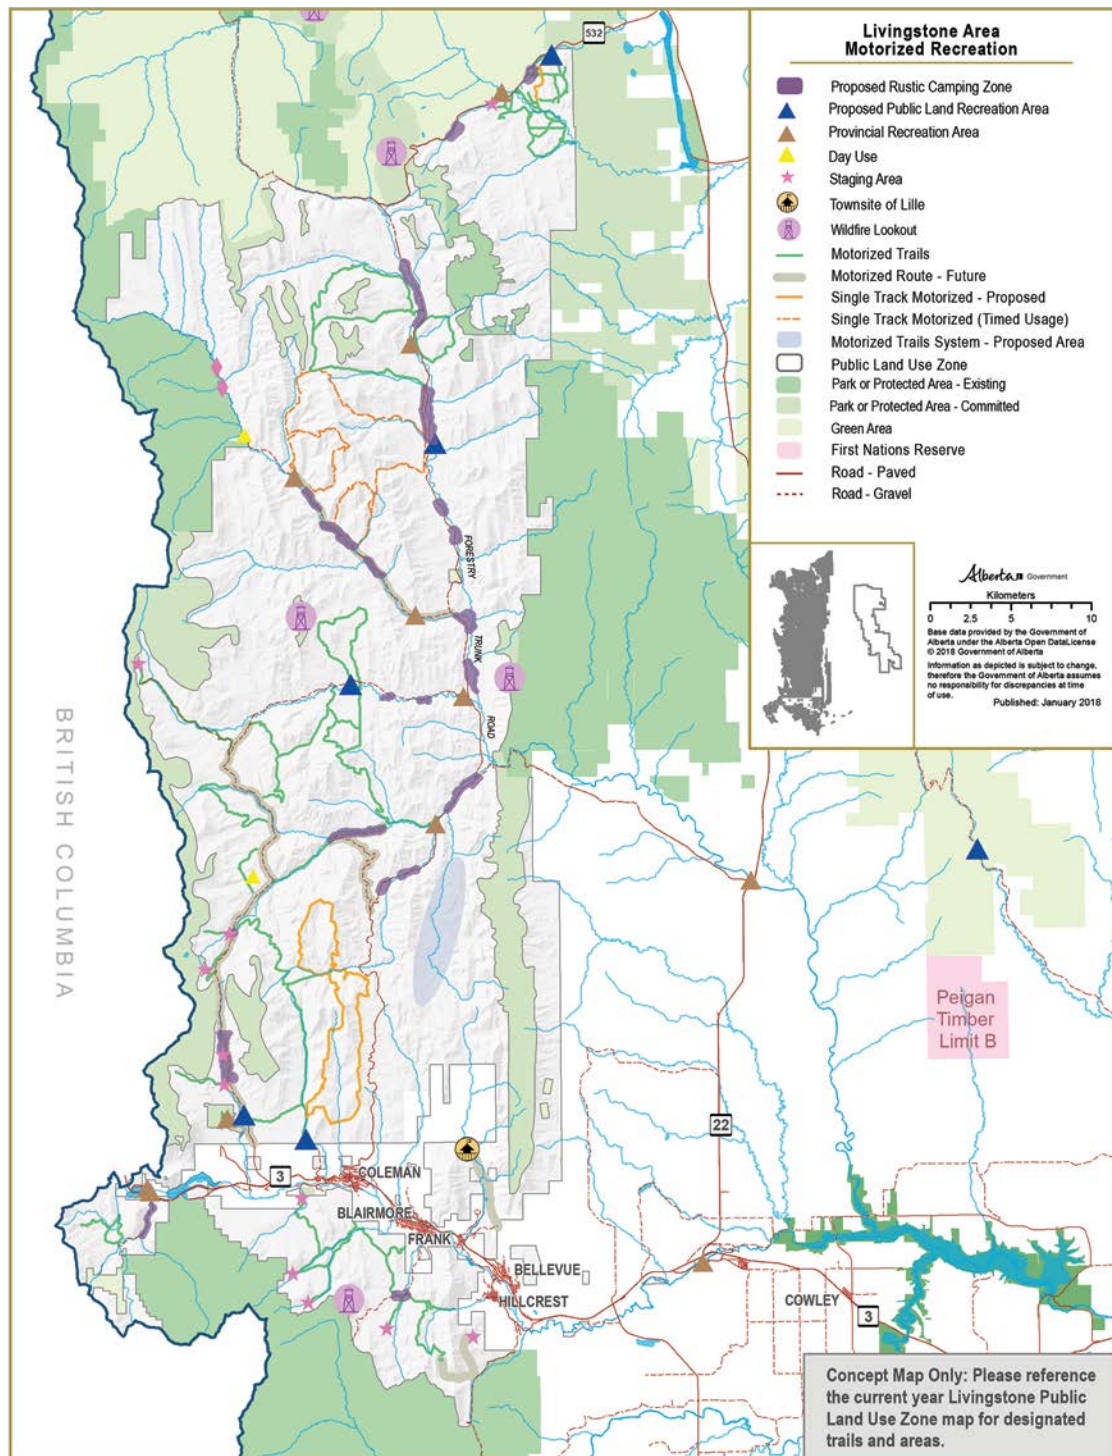 532
Livingstone Area
Motorized Recreation
Proposed Rustic Camping Zone
Proposed Public Land Recreation Area
Provincial Recreation Area
Day Use
Staging Area
Townsite of Lille
Wildfire Lookout
Motorized Trails
Motorized Route - Future
Single Track Motorized - Proposed
Single Track Motorized (Timed Usage)
Motorized Trails System - Proposed Area
Public Land Use Zone
Park or Protected Area - Existing
Park or Protected Area - Committed
Green Area
First Nations Reserve
Road - Paved
Road - Gravel
Alberta Government
Kilometers
0 2.5 5 10
Base data provided by the Government of
Alberta under the Alberta Open DataLicense
© 2018 Government of Alberta
Information as depicted is subject to change,
therefore the Government of Alberta assumes
no responsibility for discrepancies at time
of use.
Published: January 2018
FORESTRY
TRUNK
ROAD
BRITISH COLUMBIA
Peigan
Timber
Limit B
22
3
COLEMAN
BLAIRMORE
FRANK
BELLEVUE
HILLCREST
COWLEY
3
Concept Map Only: Please reference
the current year Livingstone Public
Land Use Zone map for designated
trails and areas.